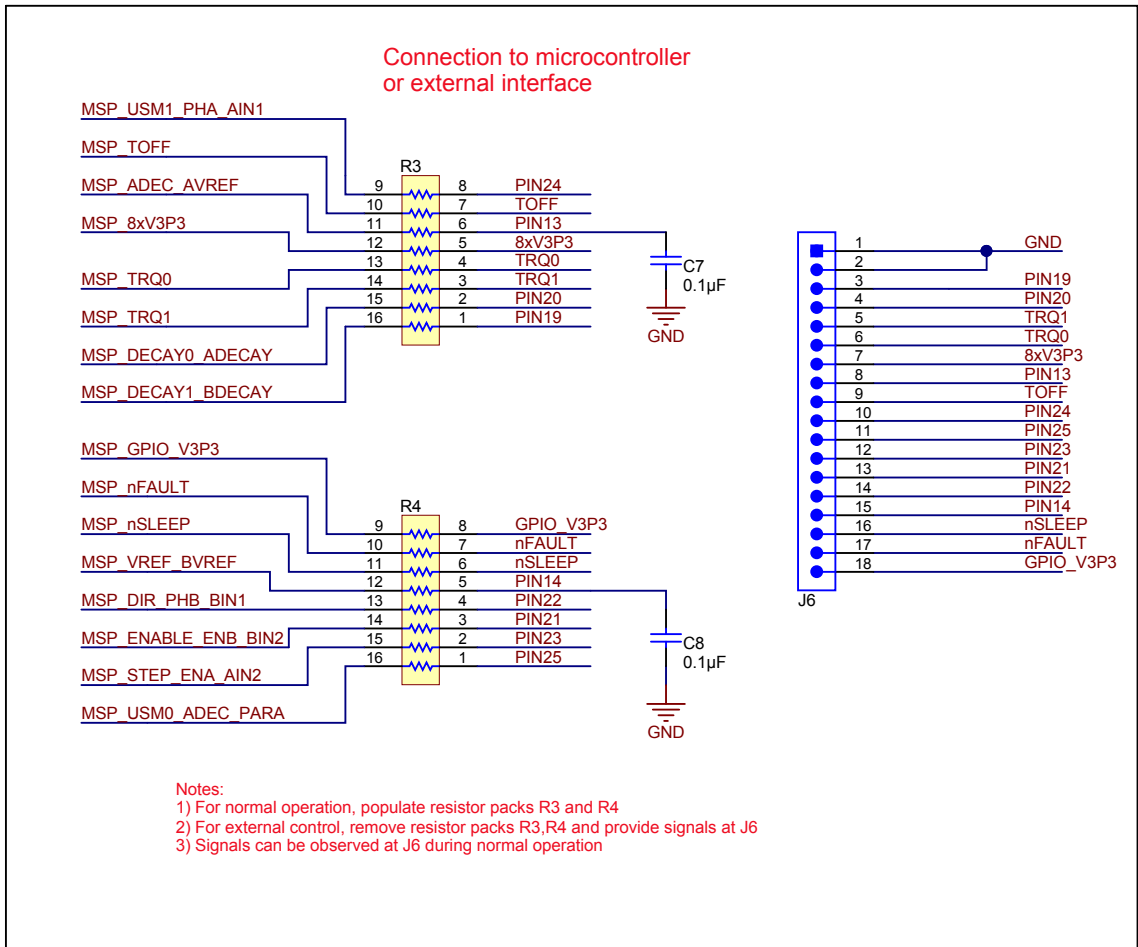 Connection to microcontroller
or external interface
MSP_USM1_PHA_AIN1
MSP_TOFF
MSP_ADEC_AVREF
MSP_8xV3P3
MSP_TRQ0
MSP_TRQ1
MSP_DECAY0_ADECAY
MSP_DECAY1_BDECAY
R3
9 8 PIN24
10 7 TOFF
11 6 PIN13
12 5 8xV3P3
13 4 TRQ0
14 3 TRQ1
15 2 PIN20
16 1 PIN19
C7
0.1µF
GND
MSP_GPIO_V3P3
MSP_nFAULT
MSP_nSLEEP
MSP_VREF_BVREF
MSP_DIR_PHB_BIN1
MSP_ENABLE_ENB_BIN2
MSP_STEP_ENA_AIN2
MSP_USM0_ADEC_PARA
R4
9 8 GPIO_V3P3
10 7 nFAULT
11 6 nSLEEP
12 5 PIN14
13 4 PIN22
14 3 PIN21
15 2 PIN23
16 1 PIN25
C8
0.1µF
GND
1 GND
2
3 PIN19
4 PIN20
5 TRQ1
6 TRQ0
7 8xV3P3
8 PIN13
9 TOFF
10 PIN24
11 PIN25
12 PIN23
13 PIN21
14 PIN22
15 PIN14
16 nSLEEP
17 nFAULT
18 GPIO_V3P3
J6
Notes:
1) For normal operation, populate resistor packs R3 and R4
2) For external control, remove resistor packs R3,R4 and provide signals at J6
3) Signals can be observed at J6 during normal operation